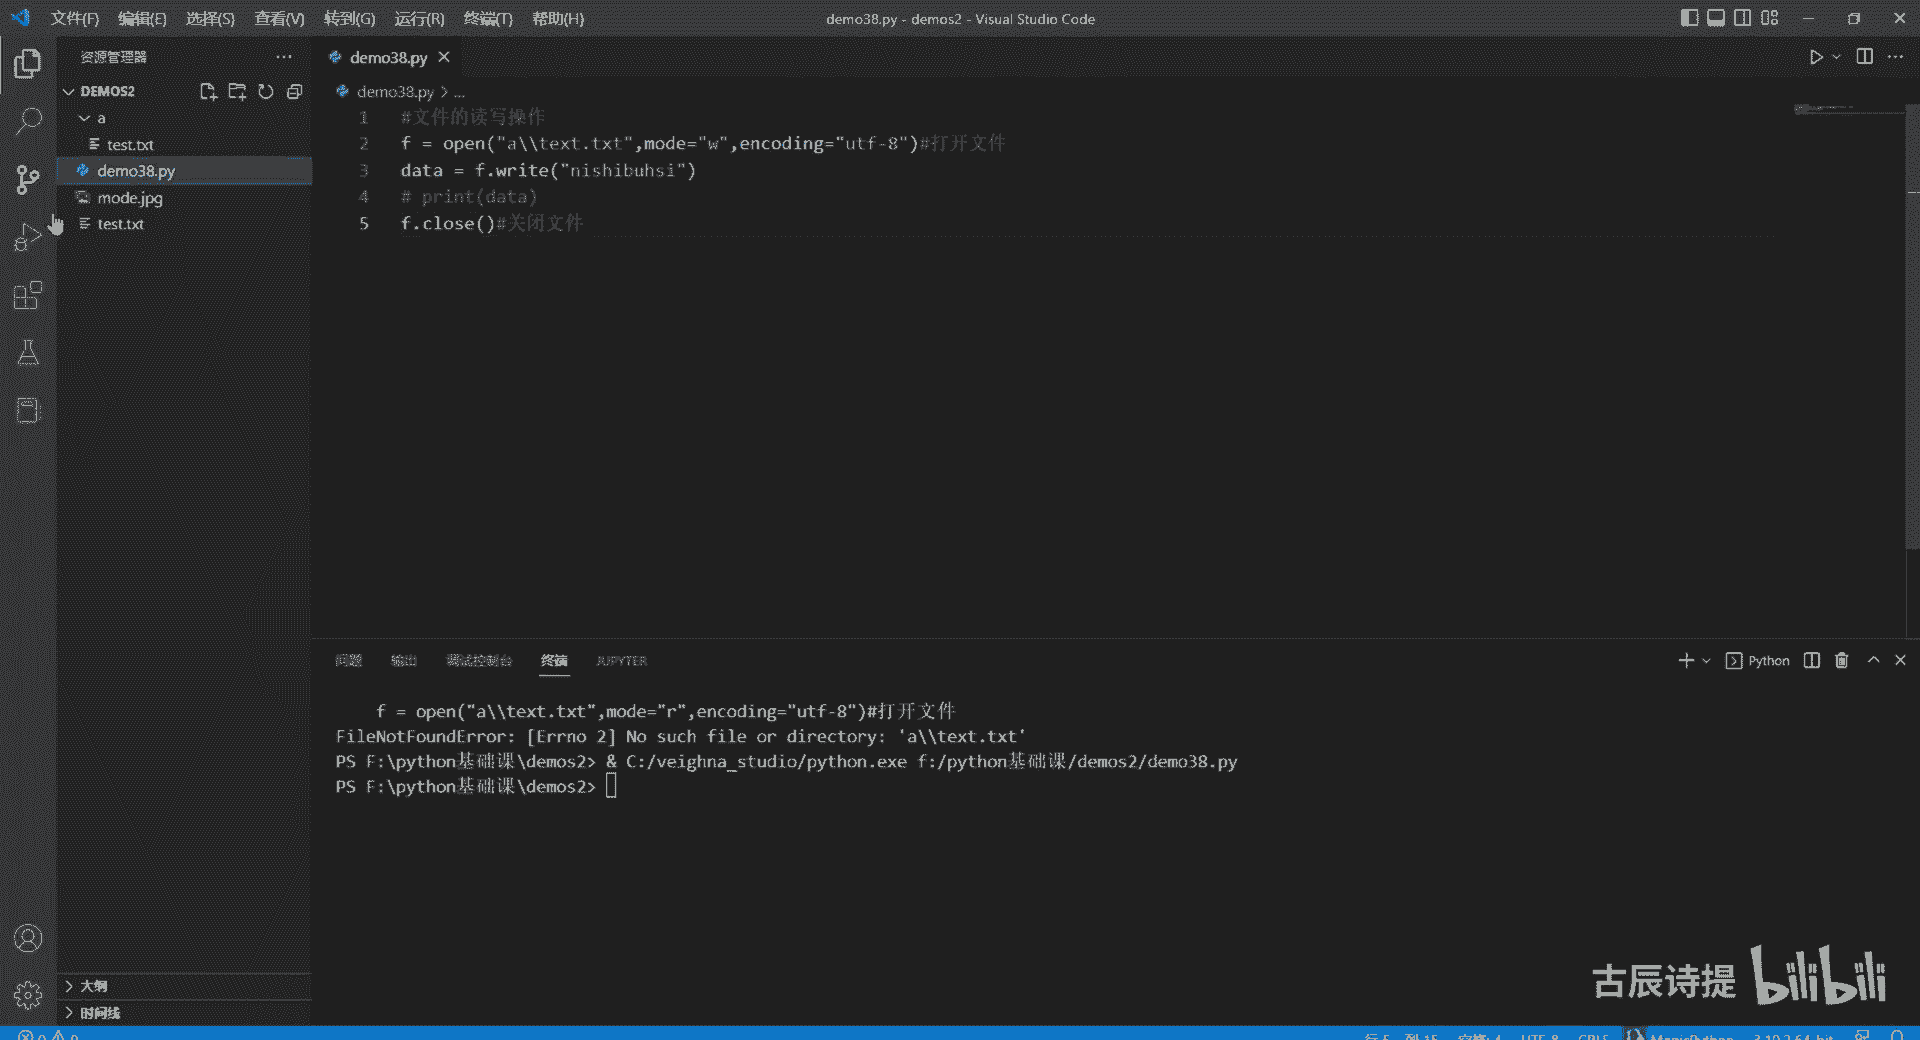 文件(F) 编辑(E) 选择(S) 查看(V) 转到(G) 运行(R) 终端(T) 帮助(H)
demo38.py - demos2 - Visual Studio Code
资源管理器
DEMOS2
a
test.txt
demo38.py
mode.jpg
test.txt
大纲
时间线
demo38.py
demo38.py > ...
1 #文件的读写操作
2 f = open("a\\text.txt",mode="w",encoding="utf-8")#打开文件
3 data = f.write("nishibuhsi")
4 # print(data)
5 f.close()#关闭文件
问题 输出 调试控制台 终端 JUPYTER
Python
f = open("a\\text.txt",mode="r",encoding="utf-8")#打开文件
FileNotFoundError: [Errno 2] No such file or directory: 'a\\text.txt'
PS F:\python基础课\demos2> & C:/veighna_studio/python.exe f:/python基础课/demos2/demo38.py
PS F:\python基础课\demos2>
古辰诗提 bilibili